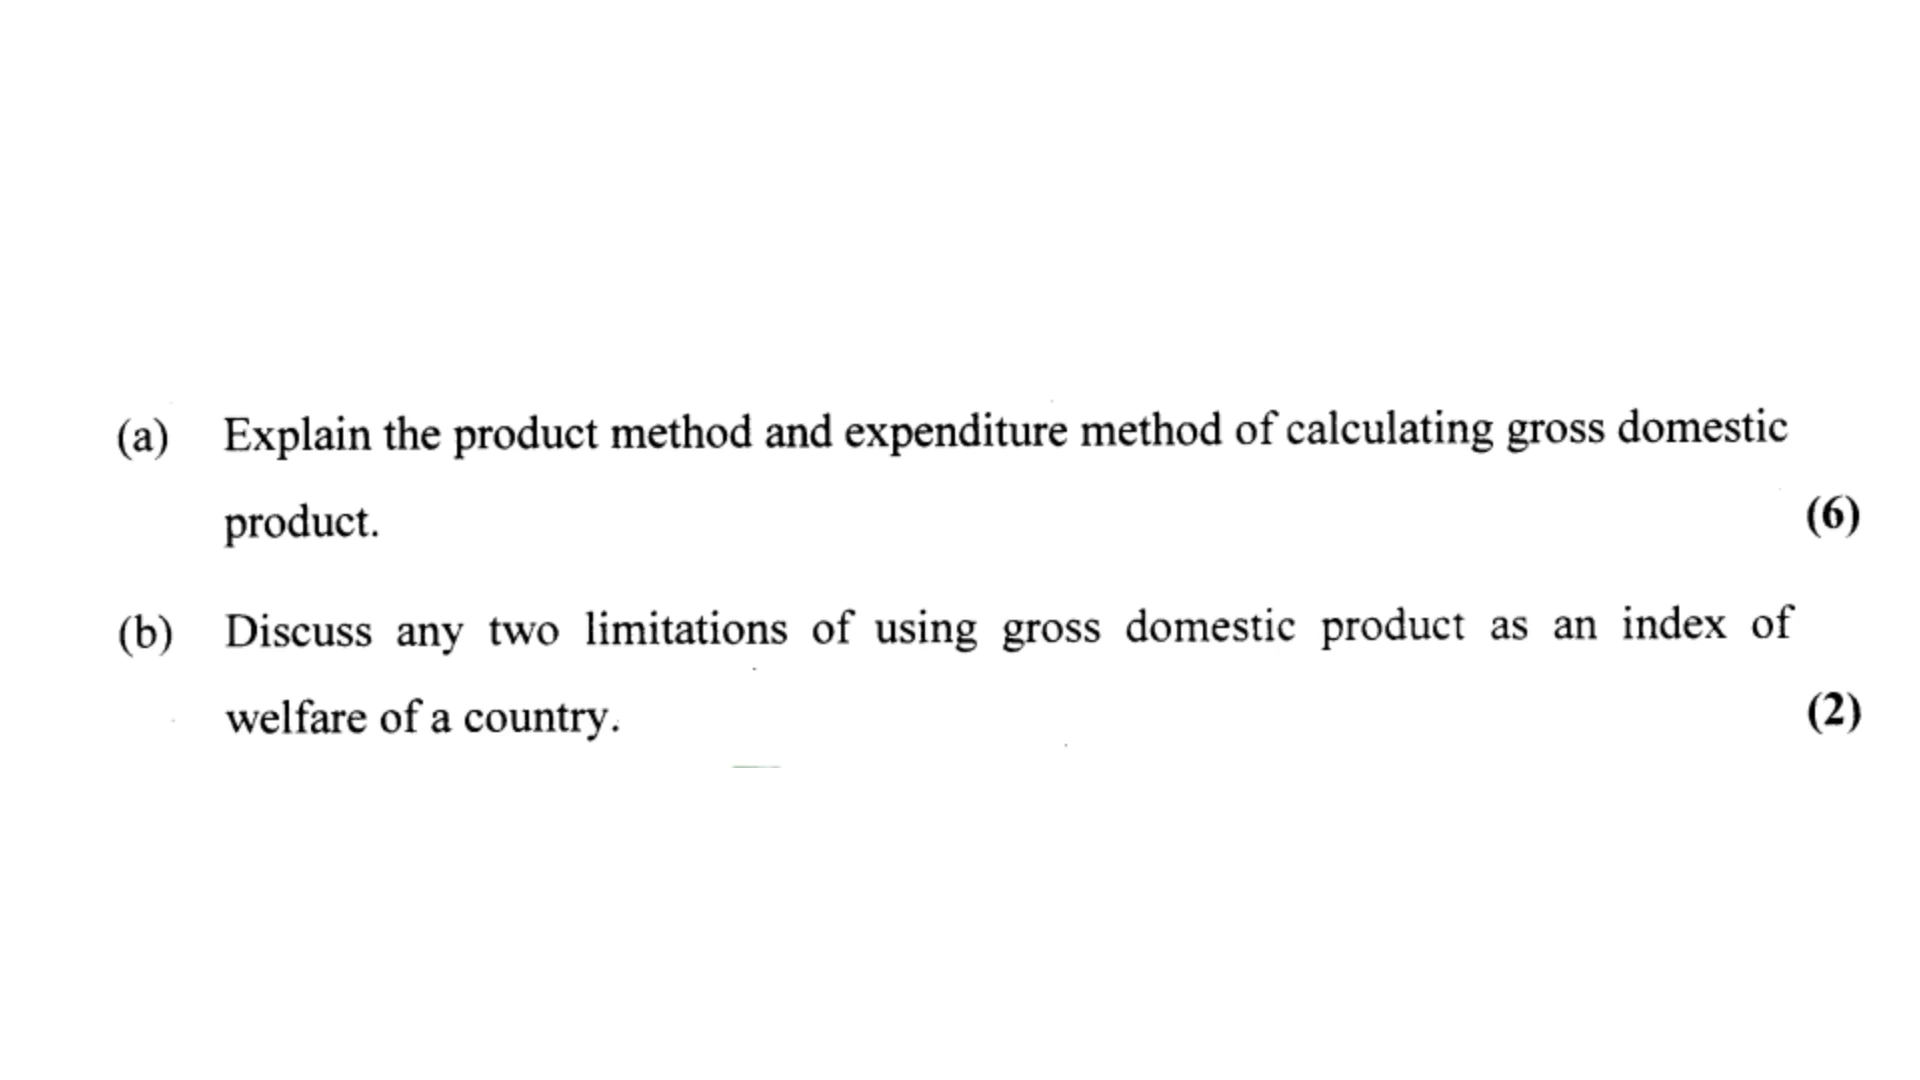 (a) Explain the product method and expenditure method of calculating gross domestic
product. (6)
(b) Discuss any two limitations of using gross domestic product as an index of
welfare of a country. (2)